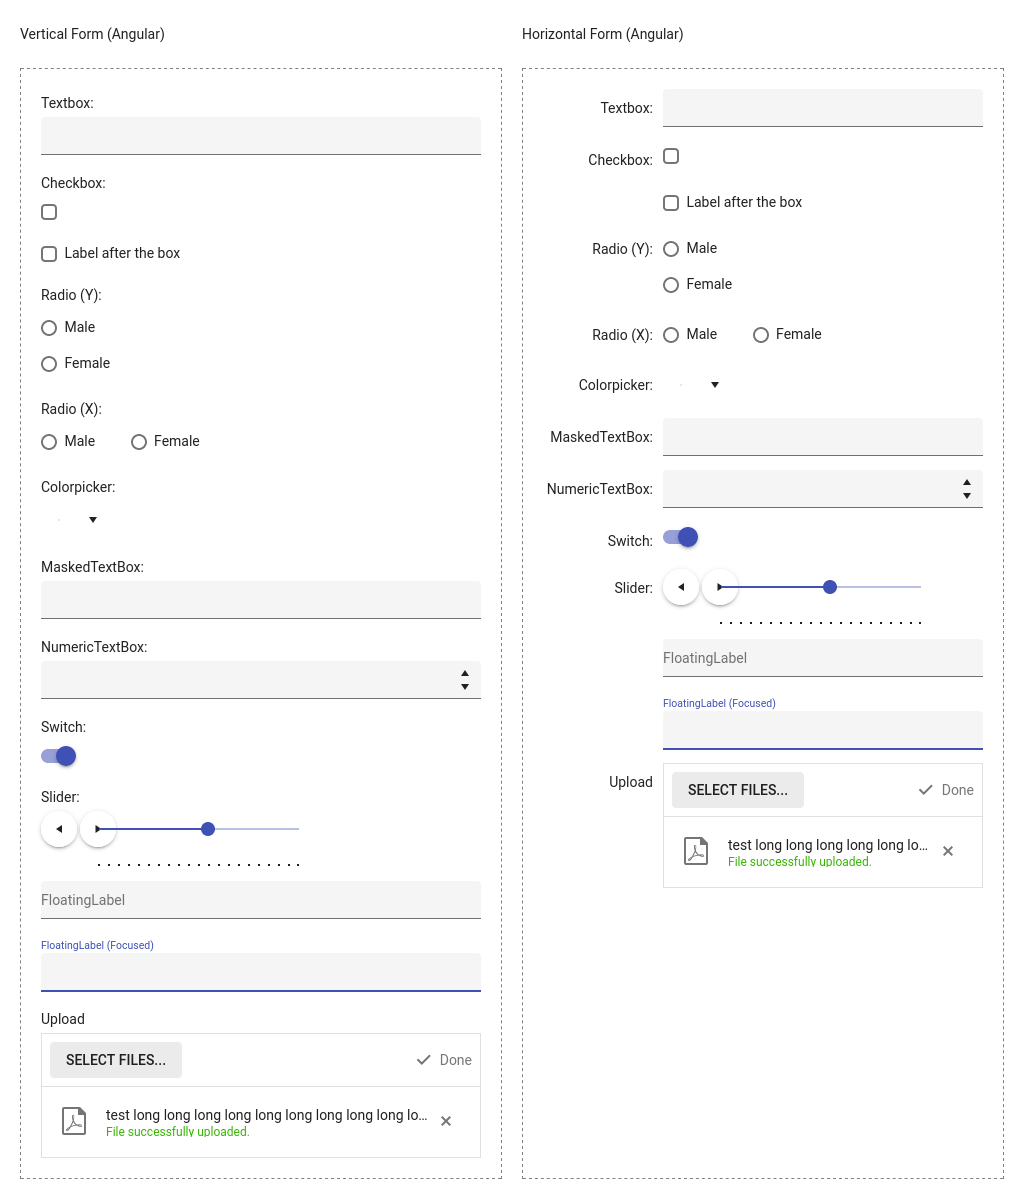 Vertical Form (Angular)
Textbox:
Checkbox:
Label after the box
Radio (Y):
Male
Female
Radio (X):
Male Female
Colorpicker:
MaskedTextBox:
NumericTextBox:
Switch:
Slider:
FloatingLabel
FloatingLabel (Focused)
Upload
SELECT FILES... Done
test long long long long long long long long long lo...
File successfully uploaded.
Horizontal Form (Angular)
Textbox:
Checkbox:
Label after the box
Radio (Y): Male
Female
Radio (X): Male Female
Colorpicker:
MaskedTextBox:
NumericTextBox:
Switch:
Slider:
FloatingLabel
FloatingLabel (Focused)
Upload
SELECT FILES... Done
test long long long long long lo...
File successfully uploaded.